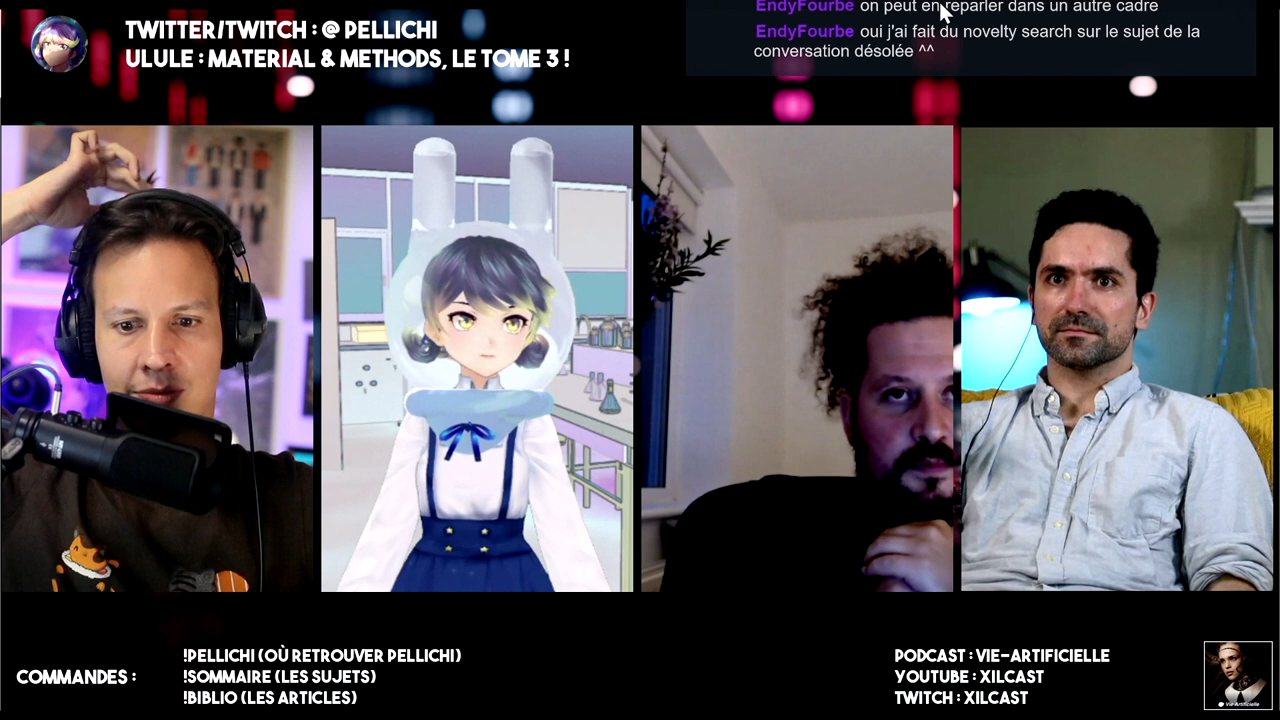 TWITTER/TWITCH : @ PELLICHI
ULULE : MATERIAL & METHODS, LE TOME 3 !
EndyFourbe on peut en reparler dans un autre cadre
EndyFourbe oui j'ai fait du novelty search sur le sujet de la
conversation désolée ^^
COMMANDES :
!PELLICHI (OÙ RETROUVER PELLICHI)
!SOMMAIRE (LES SUJETS)
!BIBLIO (LES ARTICLES)
PODCAST : VIE-ARTIFICIELLE
YOUTUBE : XILCAST
TWITCH : XILCAST
Vie-Artificielle